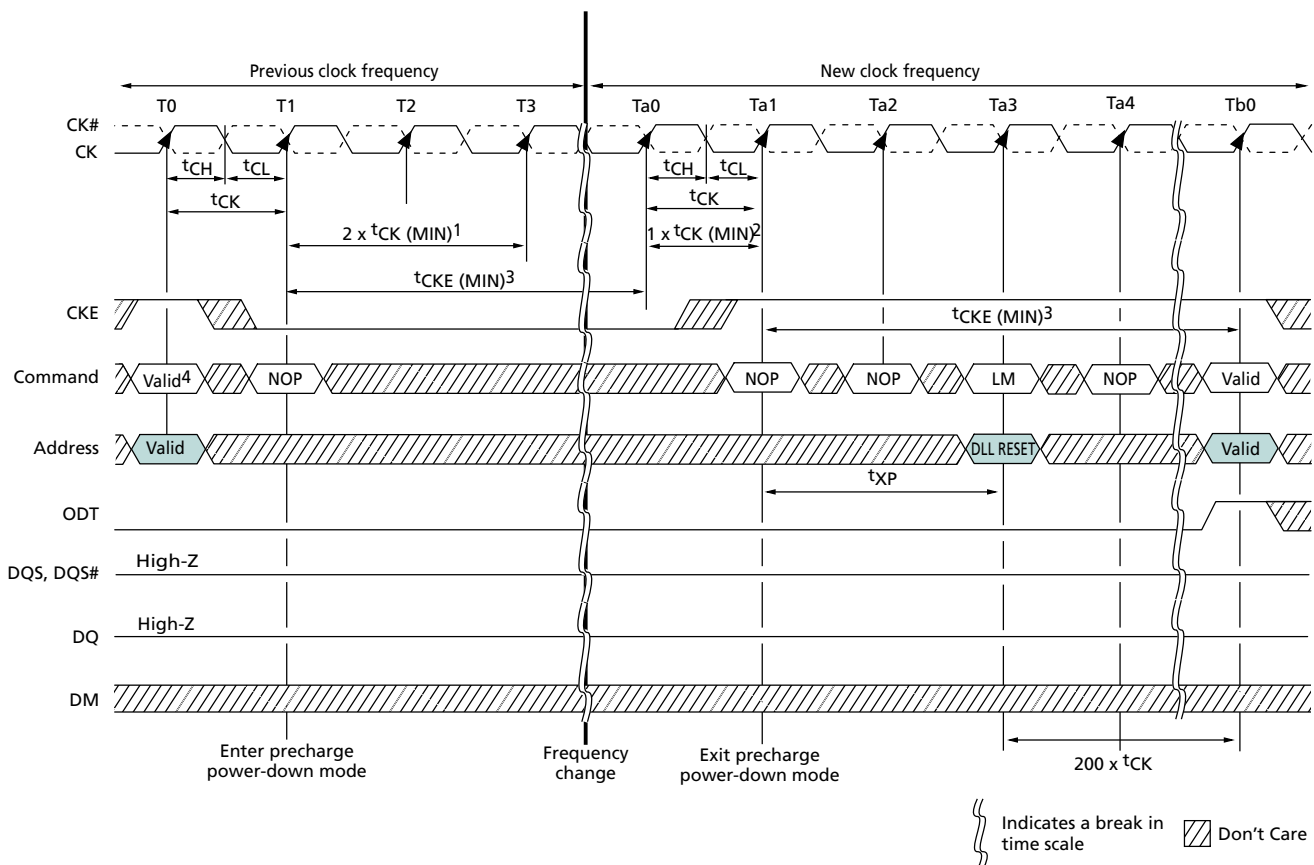 Previous clock frequency
New clock frequency
T0 T1 T2 T3 Ta0 Ta1 Ta2 Ta3 Ta4 Tb0
CK#
CK
tCH tCL tCH tCL
tCK tCK
2 x tCK (MIN)1 1 x tCK (MIN)2
tCKE (MIN)3
CKE
tCKE (MIN)3
Command Valid4 NOP NOP NOP LM NOP Valid
Address Valid DLL RESET Valid
tXP
ODT
High-Z
DQS, DQS#
High-Z
DQ
DM
Enter precharge
power-down mode
Frequency
change
Exit precharge
power-down mode
200 x tCK
Indicates a break in
time scale
Don't Care